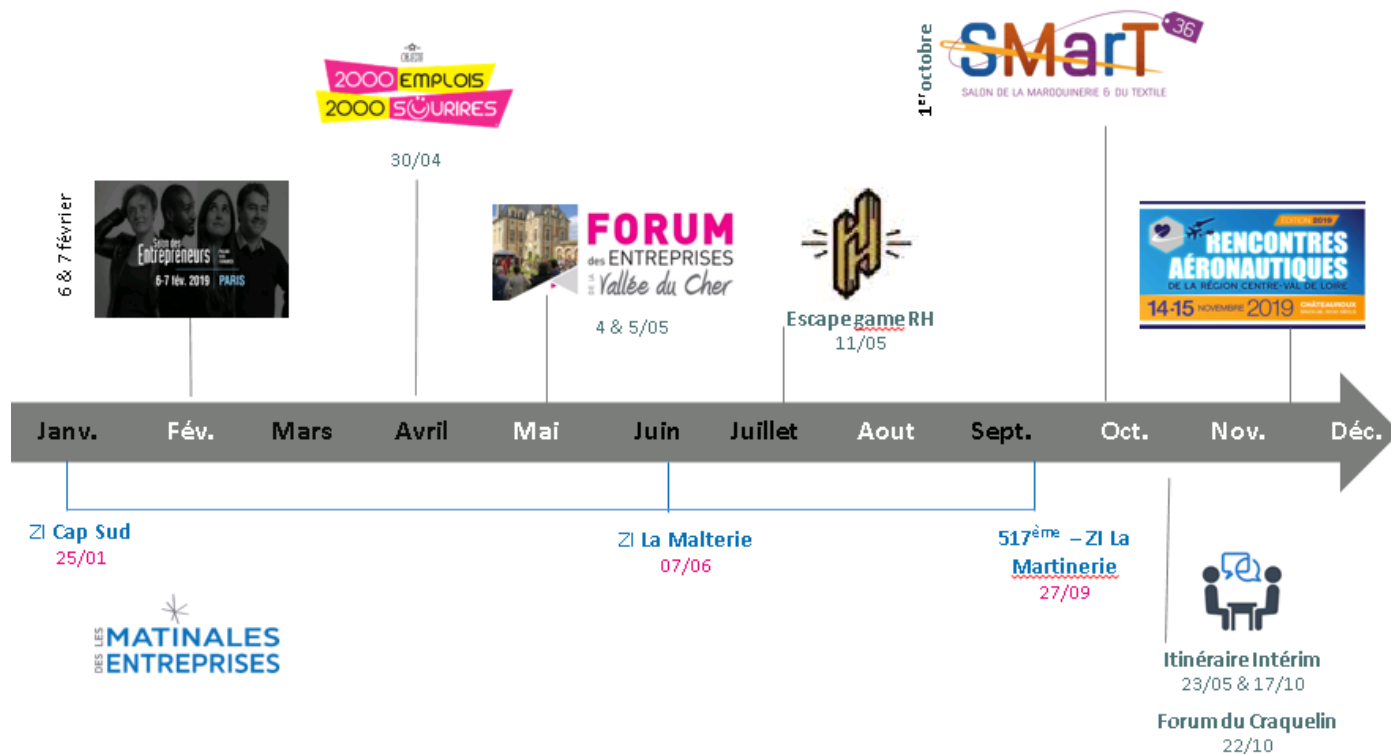 1er octobre
SMarT
36
SALON DE LA MAROQUINERIE & DU TEXTILE
OBJECTIF
2000 EMPLOIS
2000 SOURIRES
30/04
6 & 7 février
Salon des
Entrepreneurs
PALAIS
DES
CONGRÈS
6-7 fév. 2019
PARIS
FORUM
des ENTREPRISES
DE LA Vallée du Cher
4 & 5/05
Escape game RH
11/05
ÉDITION 2019
RENCONTRES
AÉRONAUTIQUES
DE LA RÉGION CENTRE-VAL DE LOIRE
14-15 NOVEMBRE 2019
CHÂTEAUROUX
Janv. Fév. Mars Avril Mai Juin Juillet Aout Sept. Oct. Nov. Déc.
ZI Cap Sud
25/01
ZI La Malterie
07/06
517ème – ZI La
Martinerie
27/09
LES MATINALES
DES ENTREPRISES
Itinéraire Intérim
23/05 & 17/10
Forum du Craquelin
22/10